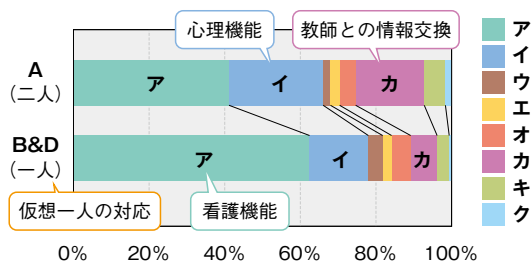 心理機能
教師との情報交換
A
(二人)
ア
イ
カ
B&D
(一人)
ア
イ
カ
仮想一人の対応
看護機能
0%
20%
40%
60%
80%
100%
ア
イ
ウ
エ
オ
カ
キ
ク